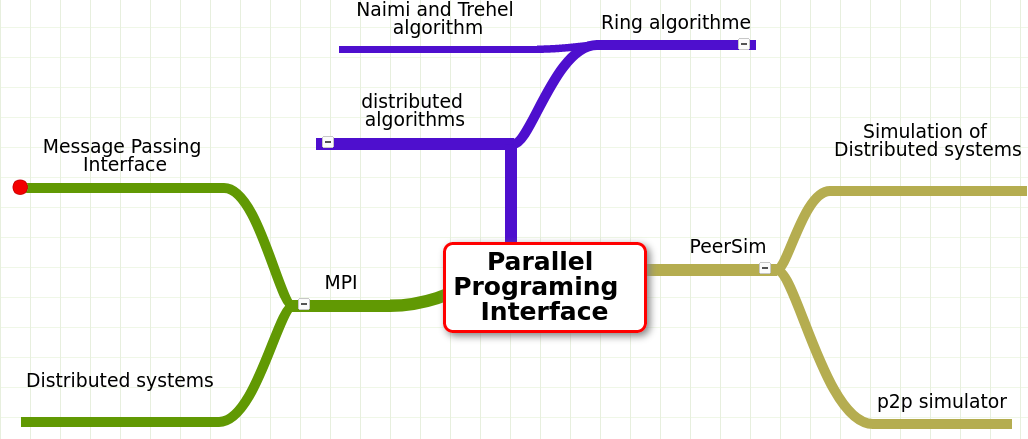 Naimi and Trehel
algorithm
Ring algorithme
distributed
algorithms
Message Passing
Interface
Simulation of
Distributed systems
PeerSim
Parallel
Programing
Interface
MPI
Distributed systems
p2p simulator